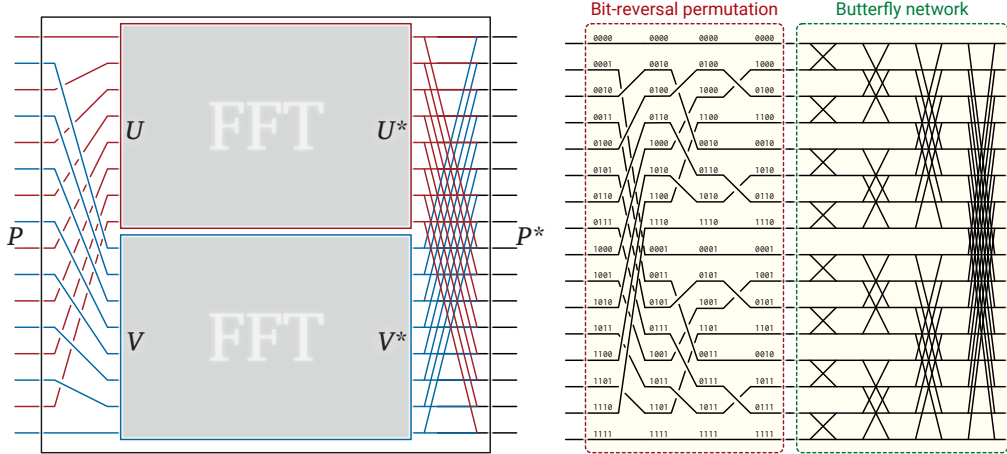 Bit-reversal permutation
Butterfly network
FFT
U
U*
P
P*
FFT
V
V*
0000 0000 0000 0000
0001 0010 0100 1000
0010 0100 1000 0100
0011 0110 1100 1100
0100 1000 0010 0010
0101 1010 0110 1010
0110 1100 1010 0110
0111 1110 1110 1110
1000 0001 0001 0001
1001 0011 0101 1001
1010 0101 1001 0101
1011 0111 1101 1101
1100 1001 0011 0010
1101 1011 0111 1011
1110 1101 1011 0111
1111 1111 1111 1111